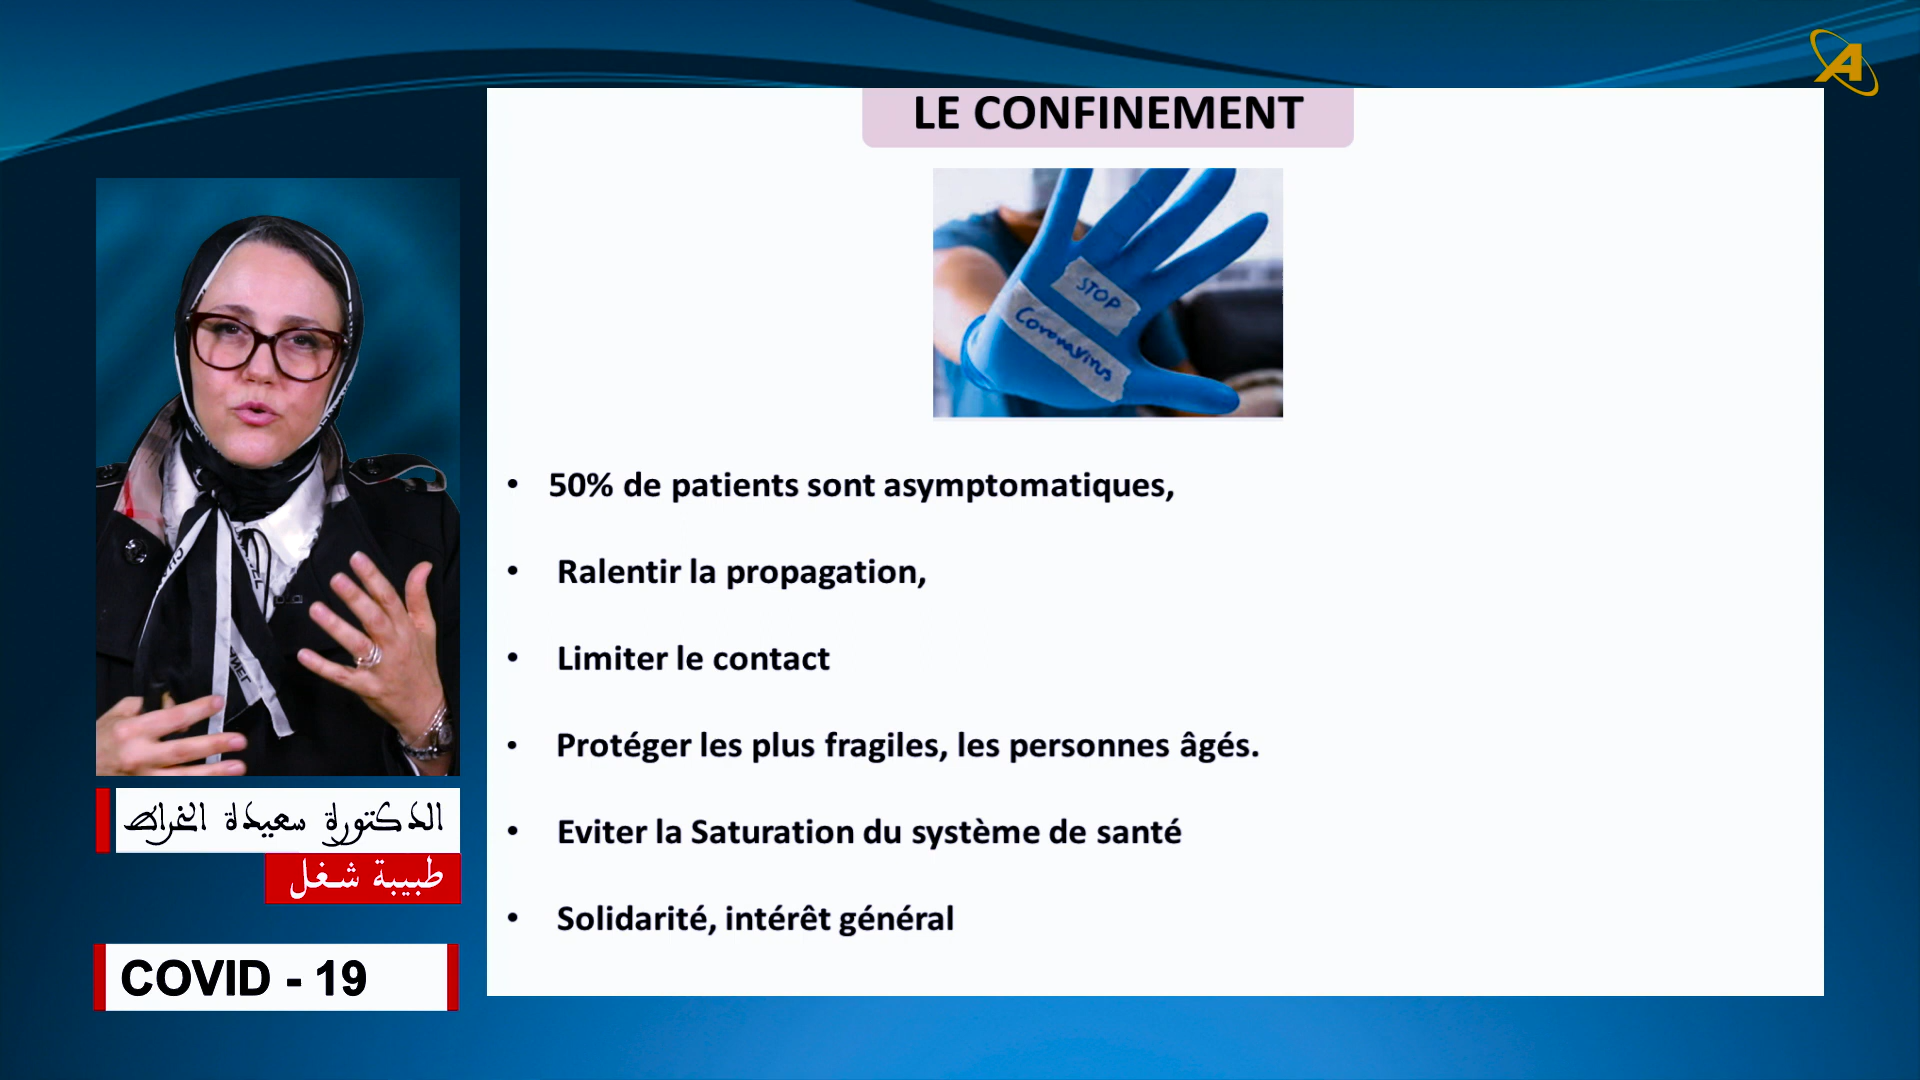 LE CONFINEMENT
STOP
Coronavirus
• 50% de patients sont asymptomatiques,
• Ralentir la propagation,
• Limiter le contact
• Protéger les plus fragiles, les personnes âgés.
• Eviter la Saturation du système de santé
• Solidarité, intérêt général
الدكتورة سعيدة الخراط
طبيبة شغل
COVID - 19